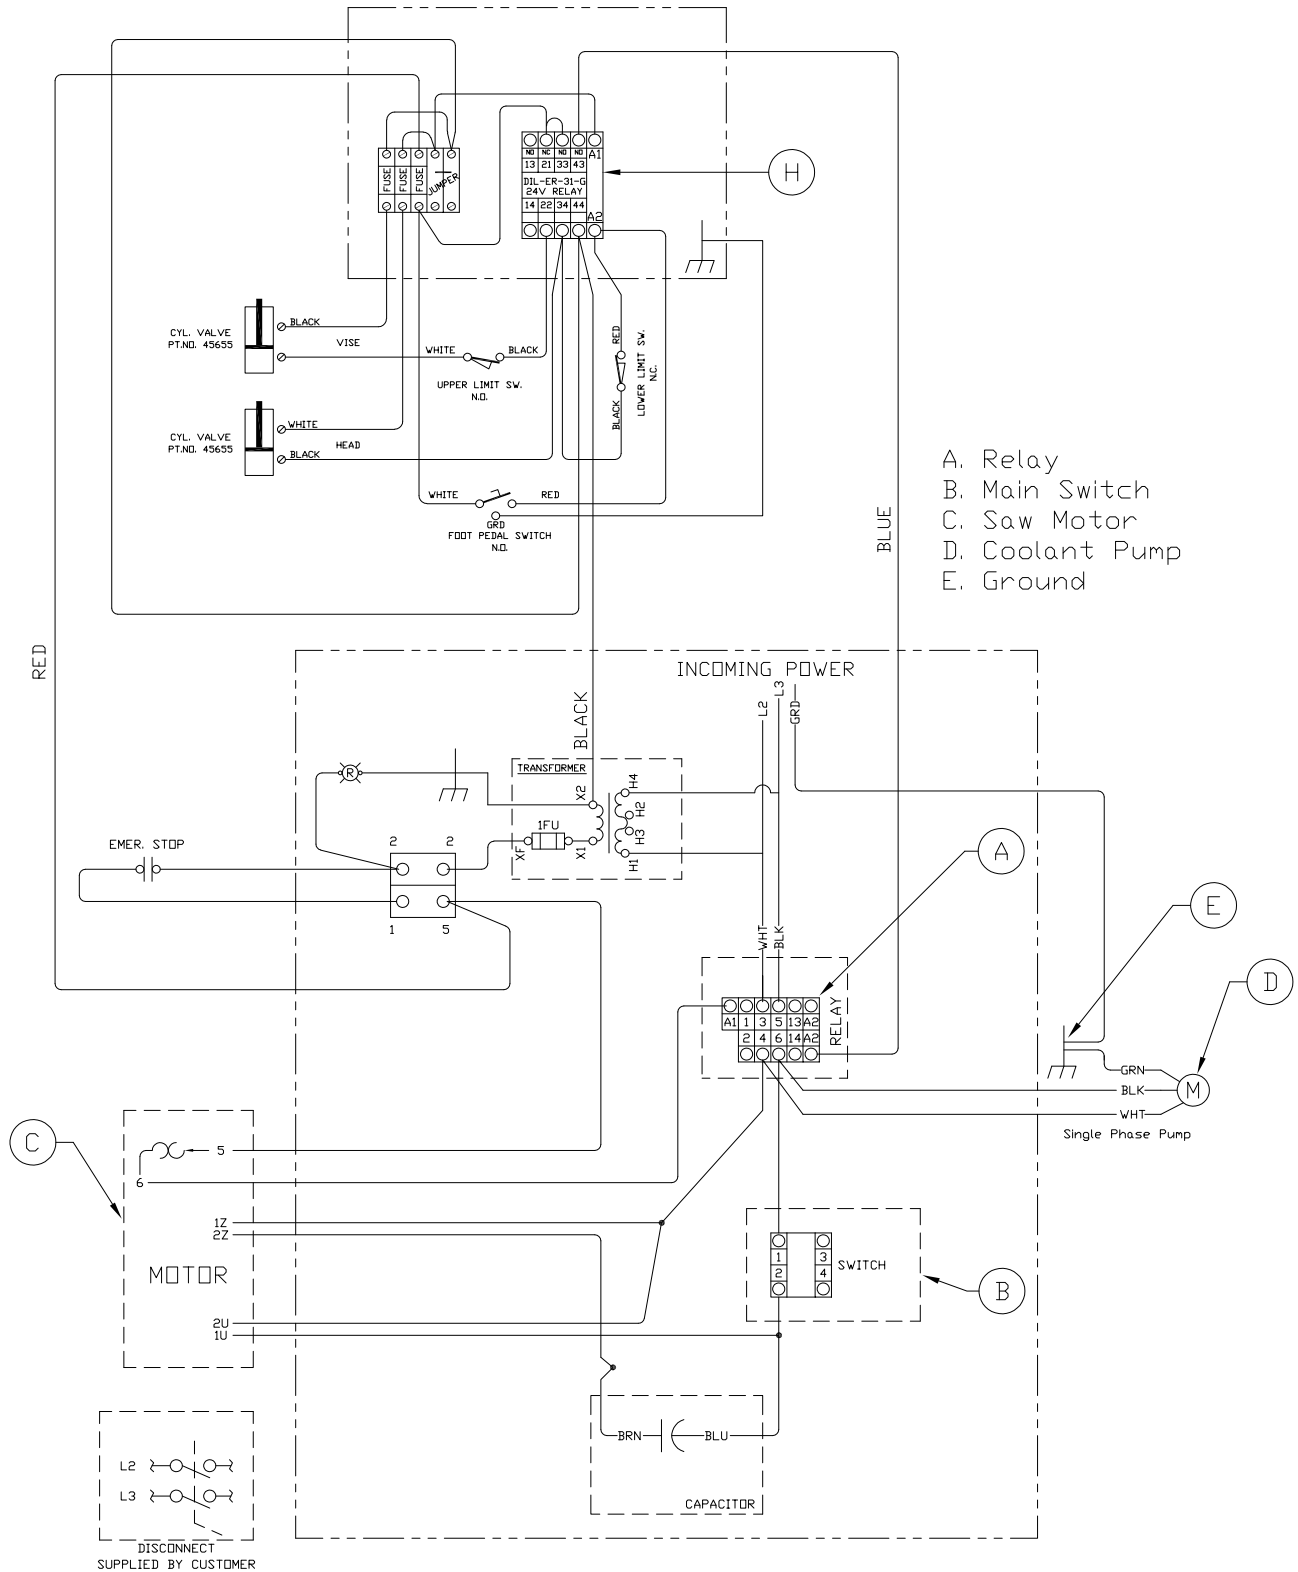 NO NC NO NO A1
13 21 33 43
FUSE FUSE FUSE JUMPER
DIL-ER-31-G
24V RELAY
14 22 34 44
A2
H
BLACK
CYL. VALVE
PT.NO. 45655
VISE
WHITE
BLACK
UPPER LIMIT SW.
N.O.
RED
LOWER LIMIT SW.
N.C.
BLACK
WHITE
CYL. VALVE
PT.NO. 45655
HEAD
BLACK
WHITE
RED
GRD
FOOT PEDAL SWITCH
N.O.
A. Relay
B. Main Switch
C. Saw Motor
D. Coolant Pump
E. Ground
BLUE
RED
INCOMING POWER
L2
L3
GRD
BLACK
TRANSFORMER
R
X2
H4
H2
1FU
H3
XF
X1
H1
EMER. STOP
2 2
1 5
A
E
D
WHT
BLK
A1 1 3 5 13 A2
2 4 6 14 A2
RELAY
GRN
BLK
M
WHT
Single Phase Pump
C
5
6
1Z
2Z
MOTOR
2U
1U
1 3
2 4
SWITCH
B
BRN
BLU
CAPACITOR
L2
L3
DISCONNECT
SUPPLIED BY CUSTOMER